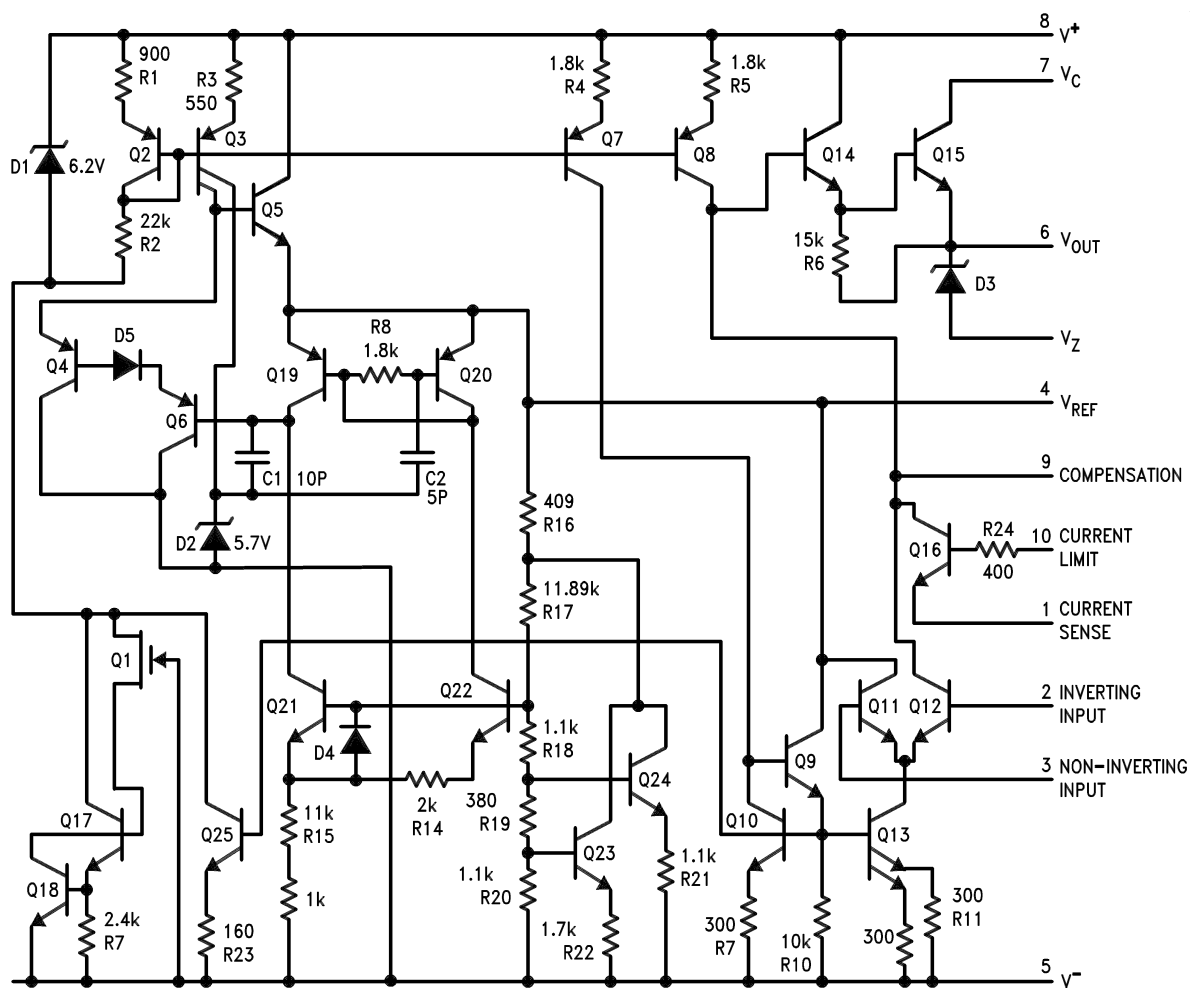 8 V+
7 VC
900
R1
R3
550
1.8k
R4
1.8k
R5
D1 6.2V
Q2
Q3
Q7
Q8
Q14
Q15
Q5
22k
R2
15k
R6
6 VOUT
D3
Q4
D5
R8
1.8k
Q19
Q20
VZ
Q6
4 VREF
C1 10P
C2
5P
9 COMPENSATION
409
R16
D2 5.7V
Q16
R24
400
10 CURRENT
LIMIT
11.89k
R17
1 CURRENT
SENSE
Q1
Q21
Q22
Q11
Q12
2 INVERTING
INPUT
D4
1.1k
R18
Q24
Q9
3 NON-INVERTING
INPUT
2k
R14
380
R19
Q17
Q25
11k
R15
Q23
Q10
Q13
Q18
1k
1.1k
R20
1.1k
R21
2.4k
R7
160
R23
1.7k
R22
300
R7
10k
R10
300
300
R11
5 V-